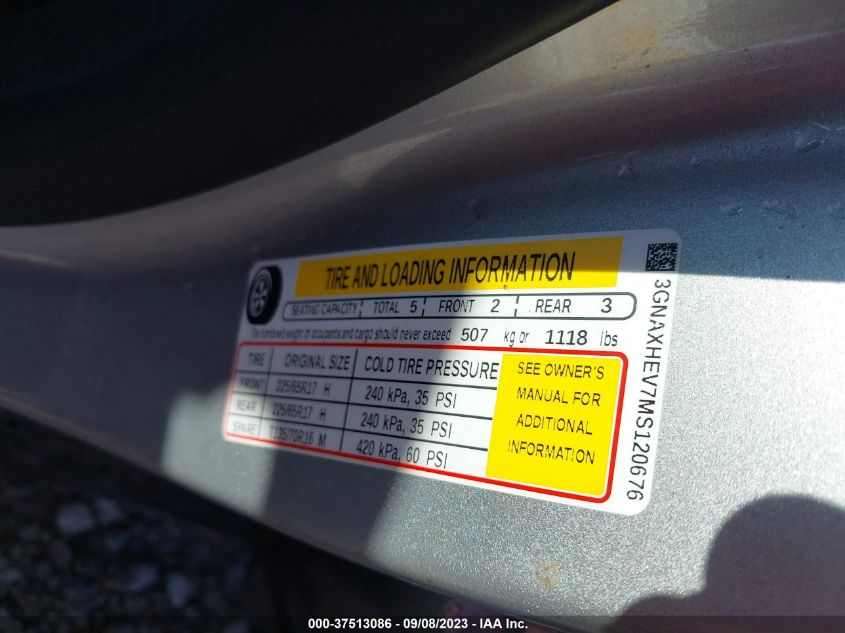 TIRE AND LOADING INFORMATION
SEATING CAPACITY TOTAL 5 FRONT 2 REAR 3
The combined weight of occupants and cargo should never exceed 507 kg or 1118 lbs
TIRE ORIGINAL SIZE COLD TIRE PRESSURE
FRONT 225/65R17 H 240 kPa, 35 PSI
REAR 225/65R17 H 240 kPa, 35 PSI
SPARE T135/70R16 M 420 kPa, 60 PSI
SEE OWNER'S
MANUAL FOR
ADDITIONAL
INFORMATION
3GNAXHEV7MS120676
000-37513086 - 09/08/2023 - IAA Inc.